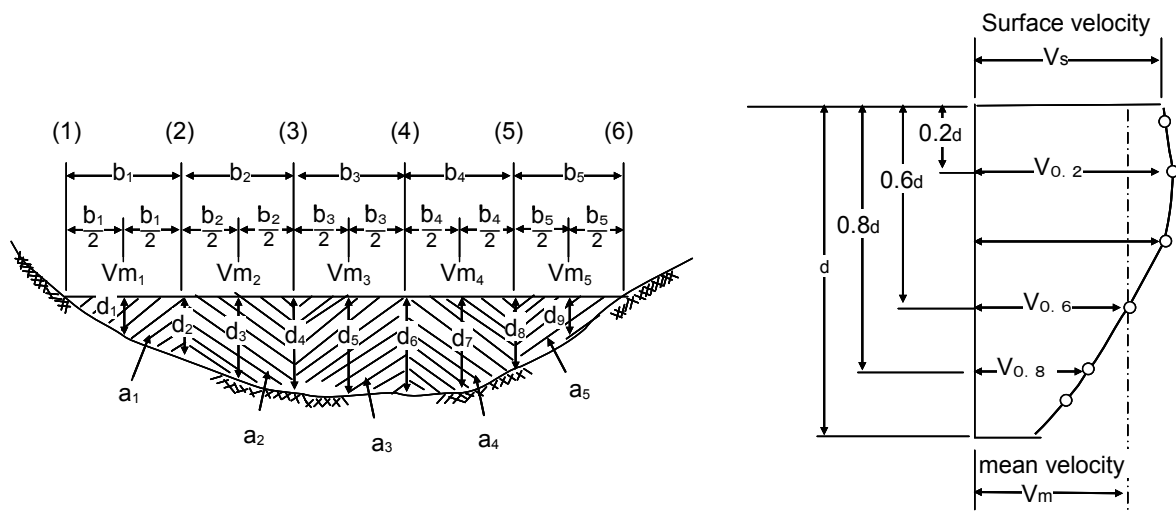 (1) (2) (3) (4) (5) (6)
b₁ b₂ b₃ b₄ b₅
b₁/2 b₁/2 b₂/2 b₂/2 b₃/2 b₃/2 b₄/2 b₄/2 b₅/2 b₅/2
Vm₁ Vm₂ Vm₃ Vm₄ Vm₅
d₁ d₂ d₃ d₄ d₅ d₆ d₇ d₈ d₉
a₁ a₂ a₃ a₄ a₅
Surface velocity
Vs
0.2d
V0.2
0.6d
0.8d
d
V0.6
V0.8
mean velocity
Vm